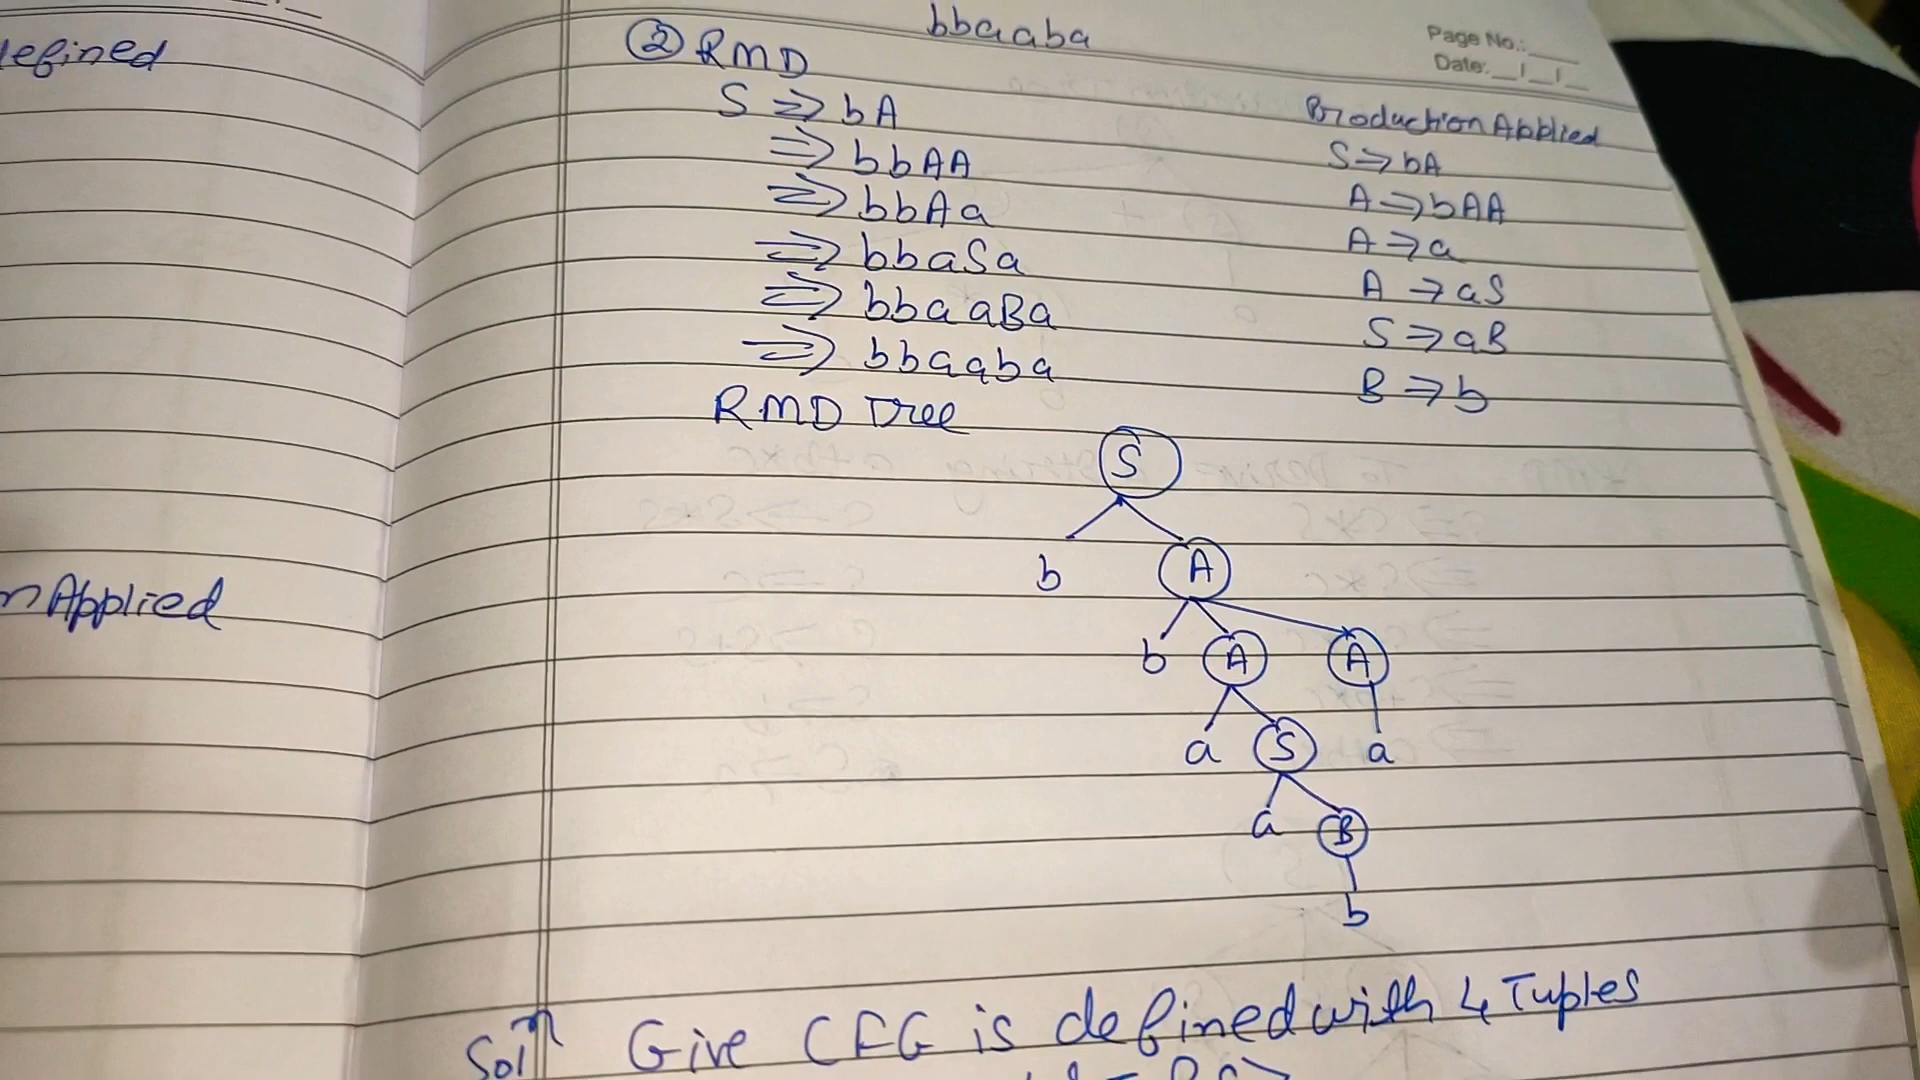 efined
n Applied
bbaaba
Page No.:
Date:
② RMD
Production Applied
S ⇒ bA
S ⇒ bA
⇒ bbAA
A ⇒ bAA
⇒ bbAa
A ⇒ a
⇒ bbaSa
A → aS
⇒ bbaaBa
S ⇒ aB
⇒ bbaaba
B ⇒ b
RMD Tree
S
b A
b A A
a S a
a B
b
Solⁿ Give CFG is defined with 4 Tuples